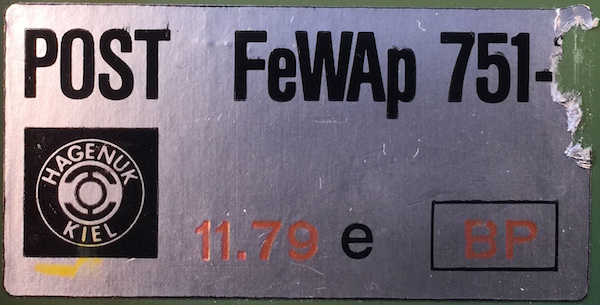 POST FeWAp 751-
HAGENUK
KIEL
11.79 e BP